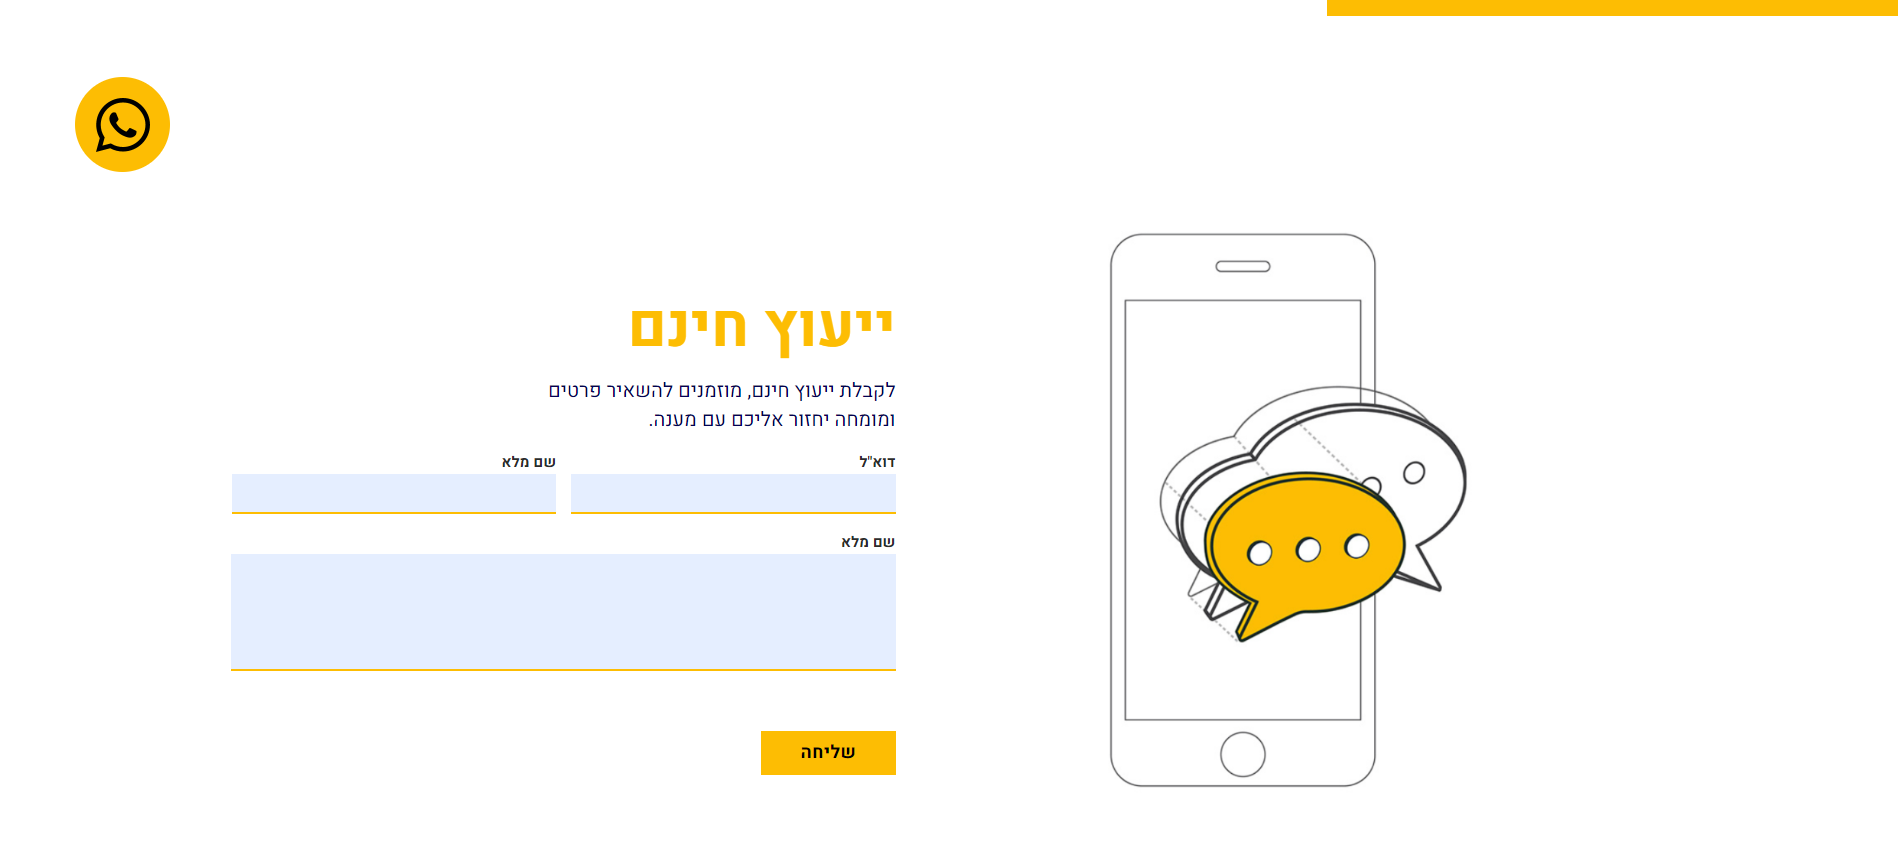 ייעוץ חינם
לקבלת ייעוץ חינם, מוזמנים להשאיר פרטים
ומומחה יחזור אליכם עם מענה.
דוא"ל
שם מלא
שם מלא
שליחה